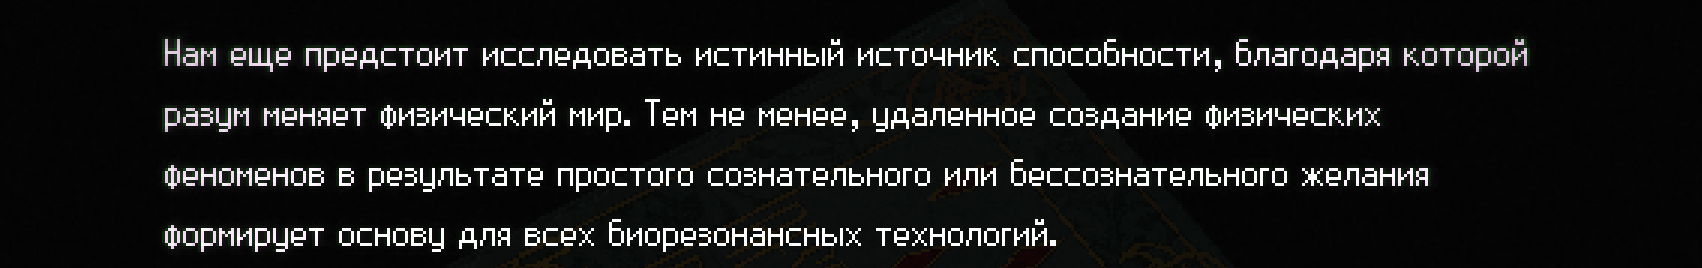 Нам еще предстоит исследовать истинный источник способности, благодаря которой
разум меняет физический мир. Тем не менее, удаленное создание физических
феноменов в результате простого сознательного или бессознательного желания
формирует основу для всех биорезонансных технологий.